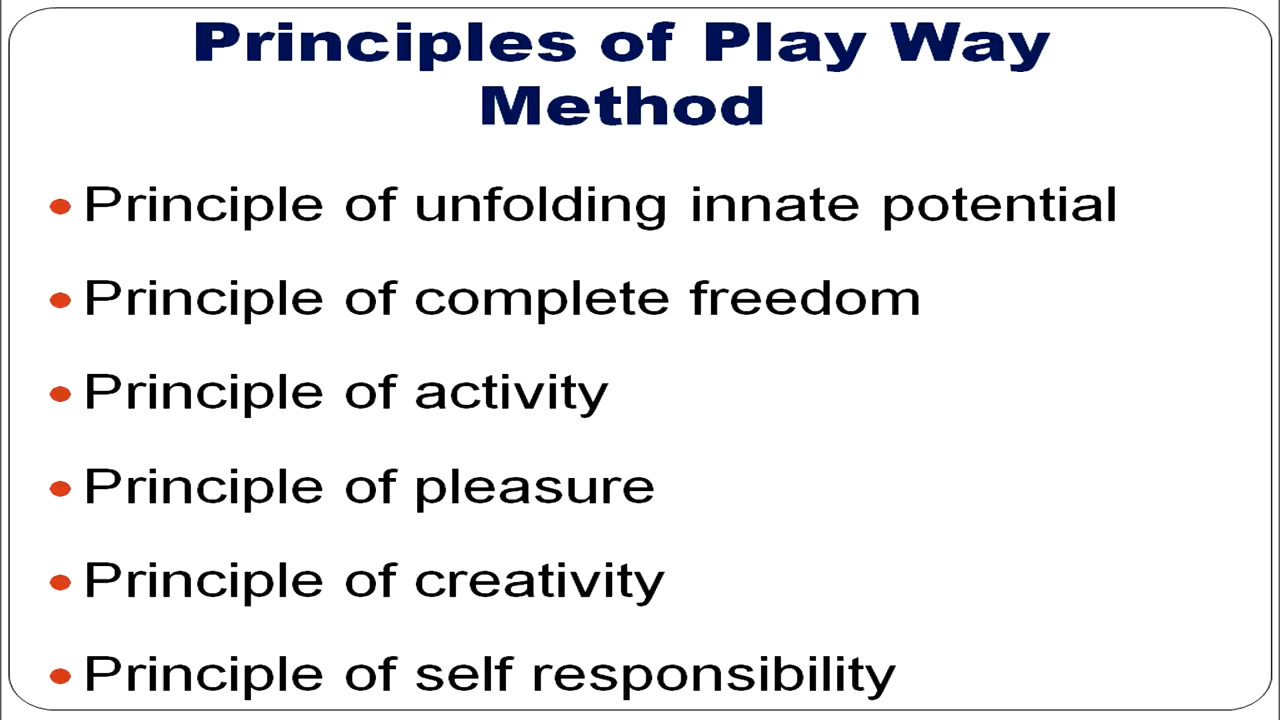 Principles of Play Way
Method
• Principle of unfolding innate potential
• Principle of complete freedom
• Principle of activity
• Principle of pleasure
• Principle of creativity
• Principle of self responsibility